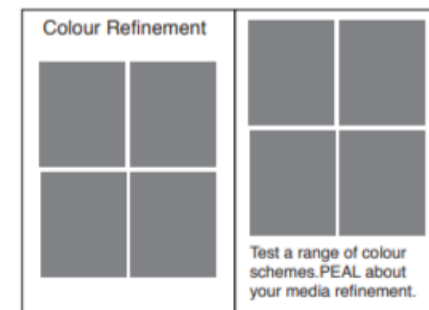 Colour Refinement
Test a range of colour
schemes.PEAL about
your media refinement.